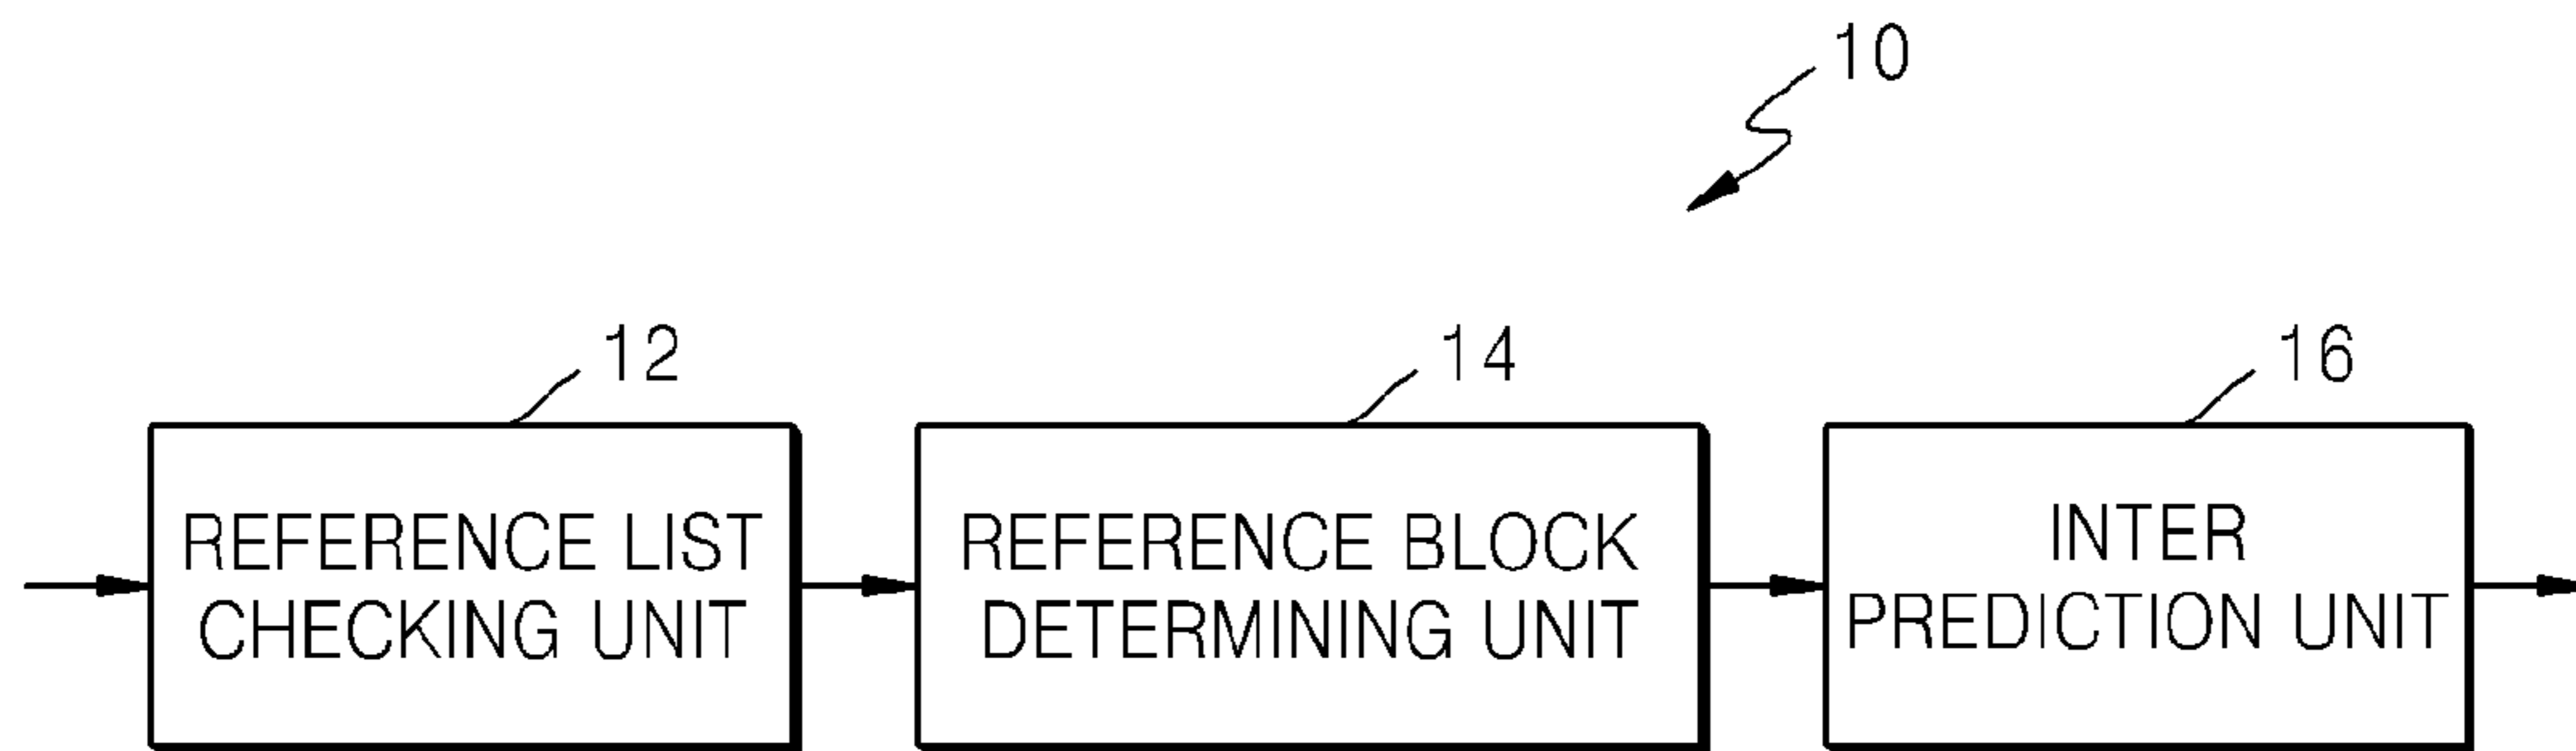 10
12
14
16
REFERENCE LIST
CHECKING UNIT
REFERENCE BLOCK
DETERMINING UNIT
INTER
PREDICTION UNIT